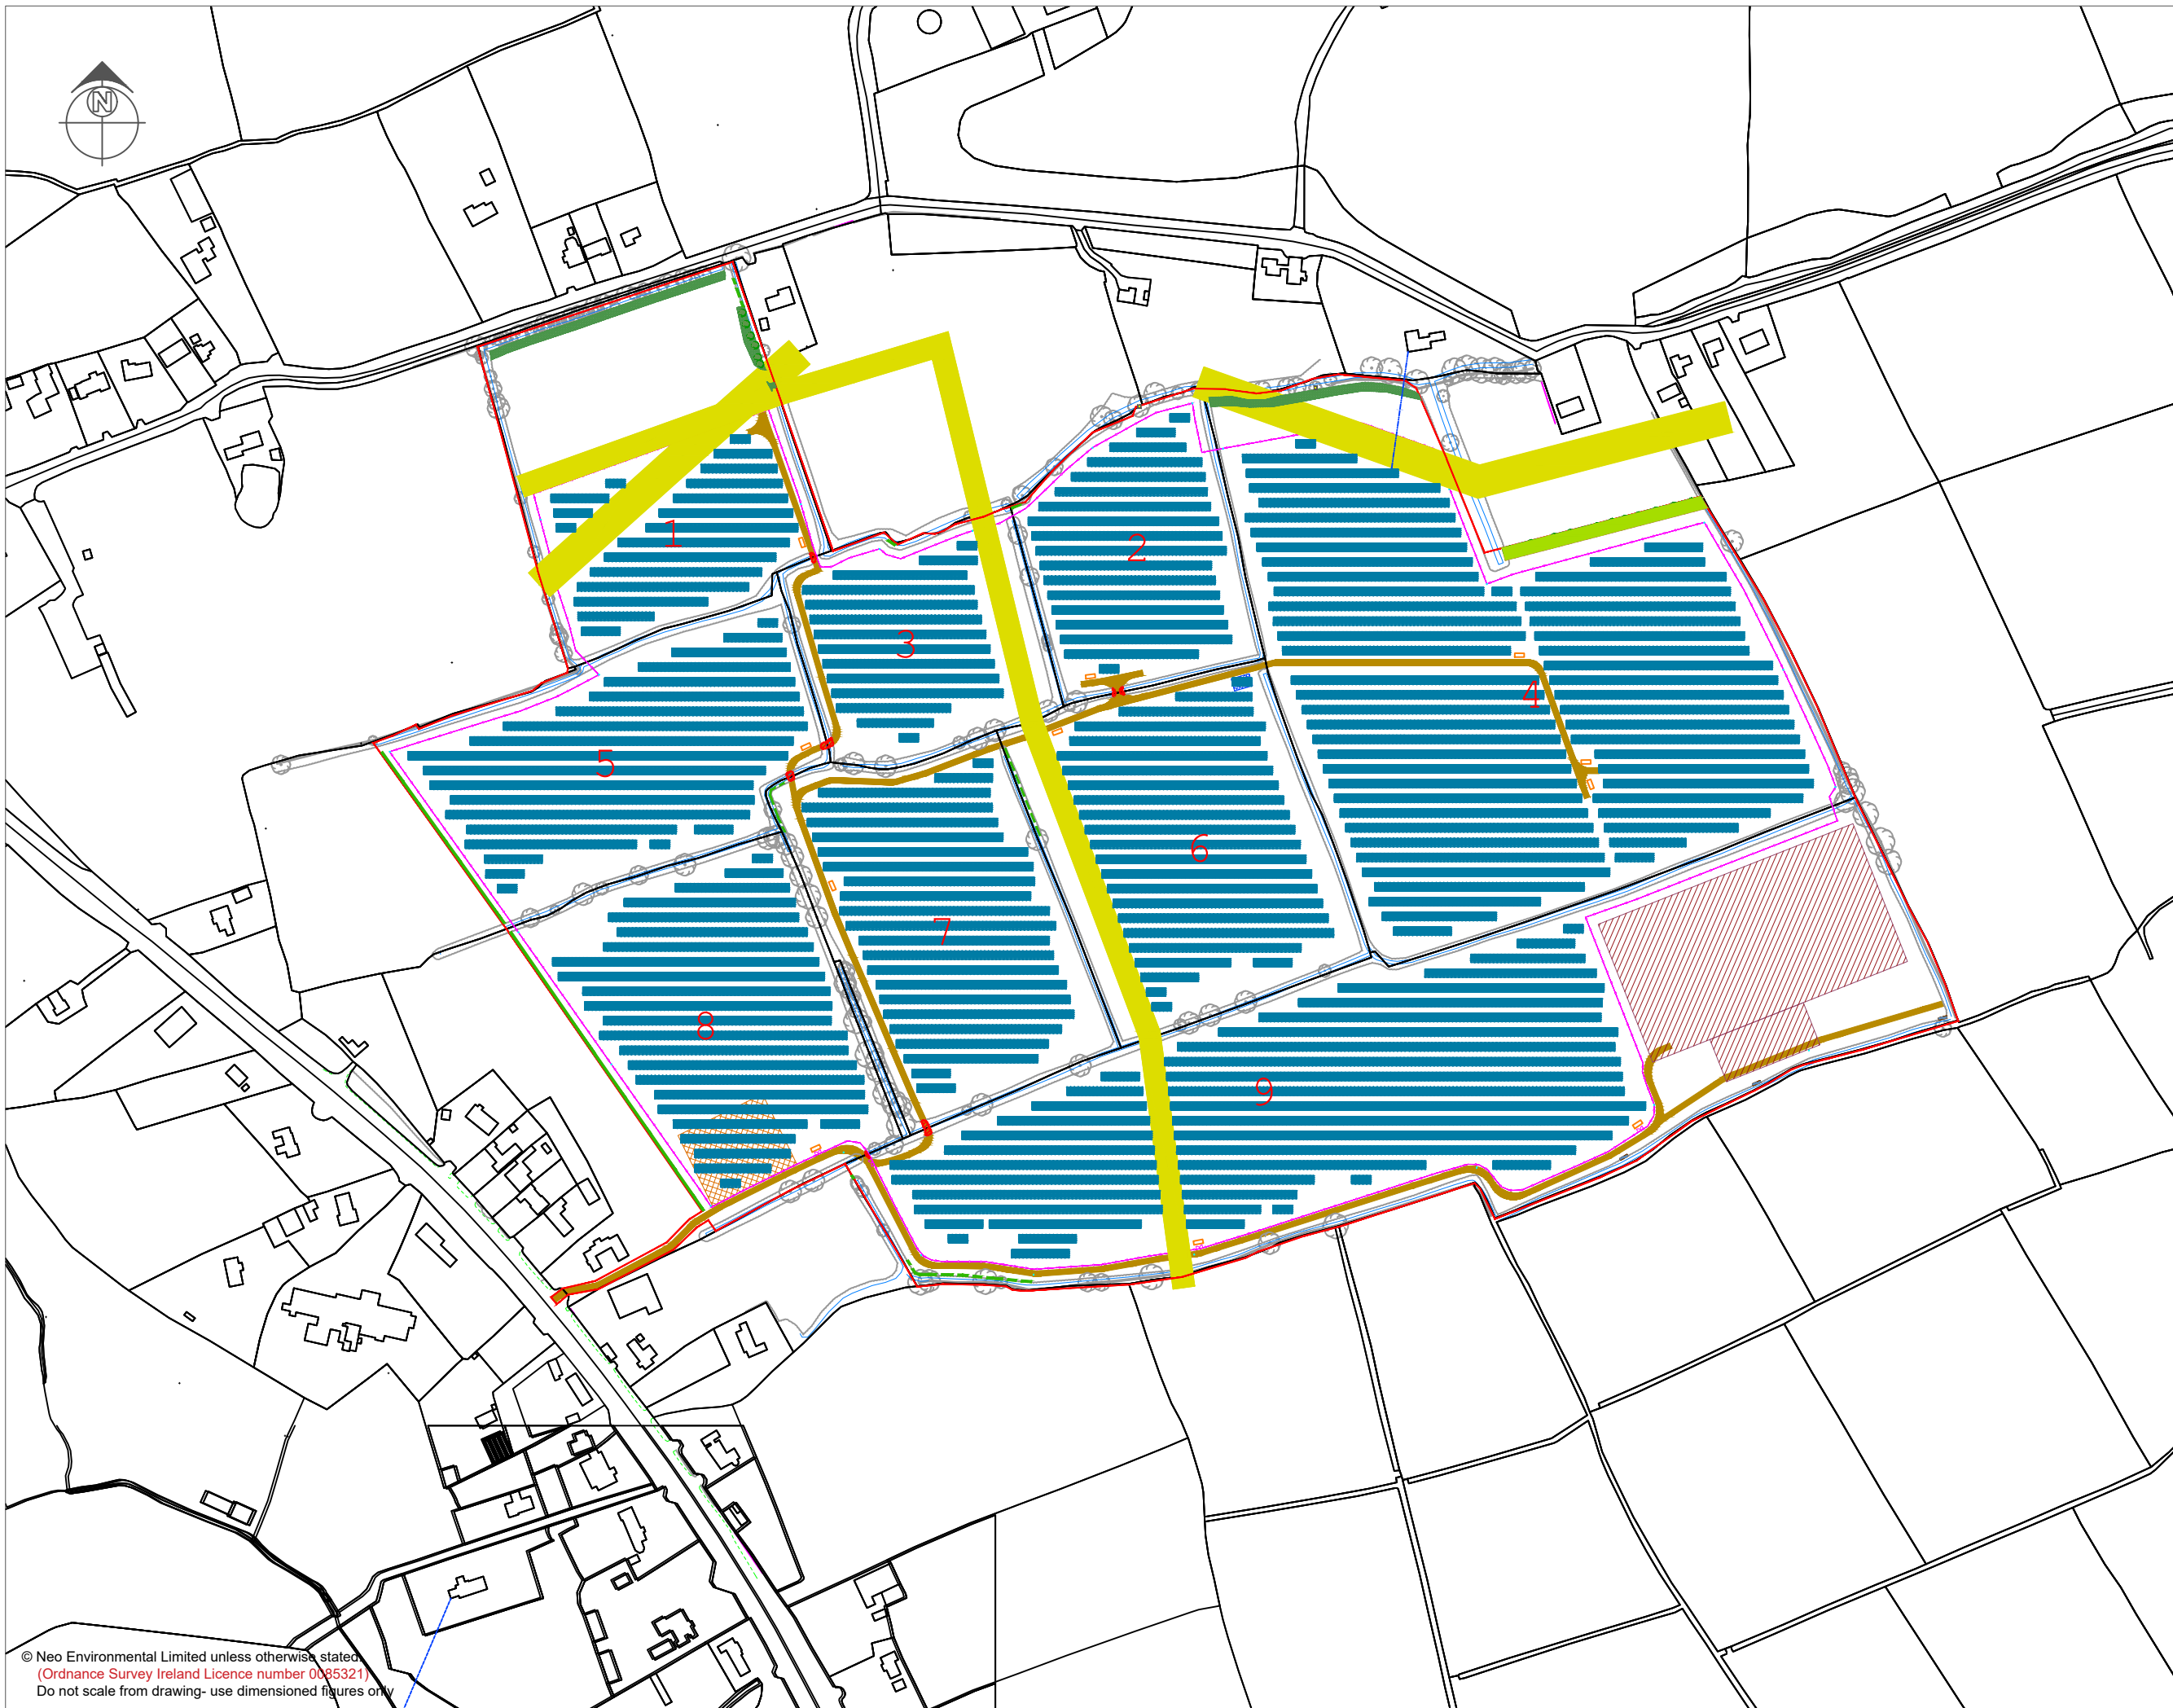 N
1
2
3
4
5
6
7
8
9
© Neo Environmental Limited unless otherwise stated.
(Ordnance Survey Ireland Licence number 0085321)
Do not scale from drawing- use dimensioned figures only